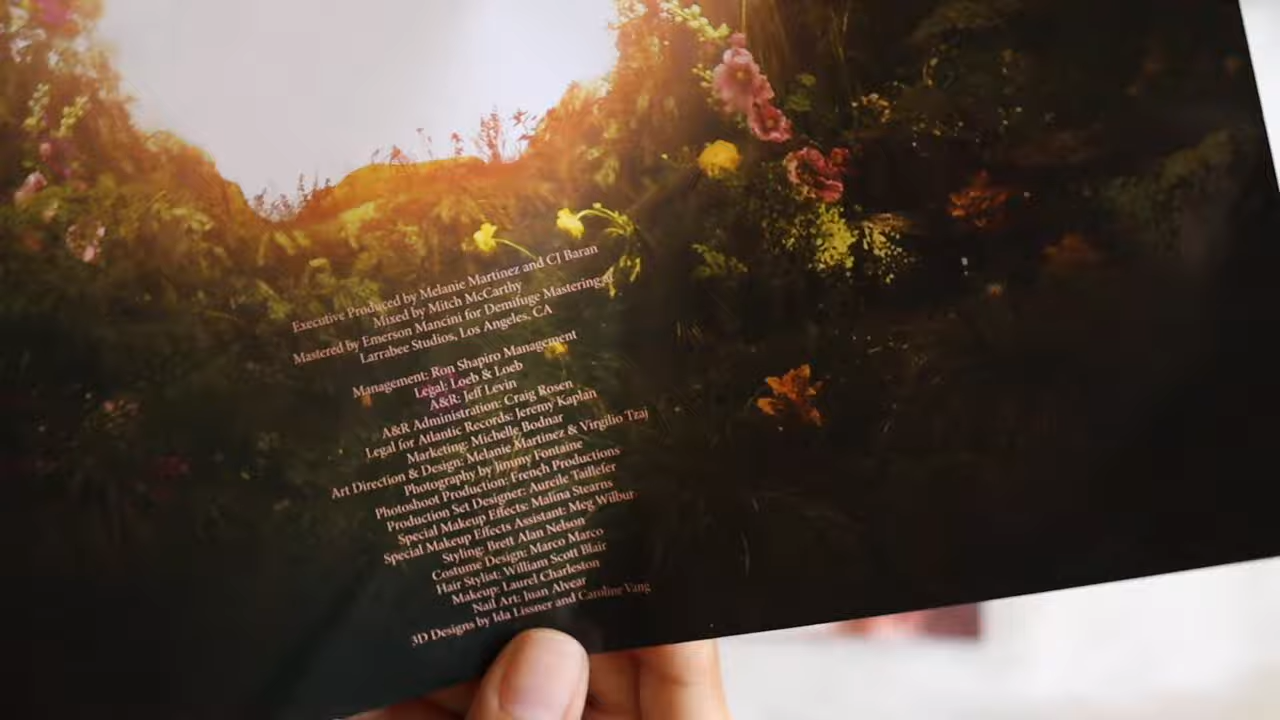 Executive Produced by Melanie Martinez and CJ Baran
Mixed by Mitch McCarthy
Mastered by Emerson Mancini for Demifuge Mastering at
Larrabee Studios, Los Angeles, CA
Management: Ron Shapiro Management
Legal: Loeb & Loeb
A&R: Jeff Levin
A&R Administration: Craig Rosen
Legal for Atlantic Records: Jeremy Kaplan
Marketing: Michelle Bodnar
Art Direction & Design: Melanie Martinez & Virgilio Tzaj
Photography by Jimmy Fontaine
Photoshoot Production: French Productions
Production Set Designer: Aureile Taillefer
Special Makeup Effects: Malina Stearns
Special Makeup Effects Assistant: Meg Wilbur
Styling: Brett Alan Nelson
Costume Design: Marco Marco
Hair Stylist: William Scott Blair
Makeup: Laurel Charleston
Nail Art: Juan Alvear
3D Designs by Ida Lissner and Caroline Vang